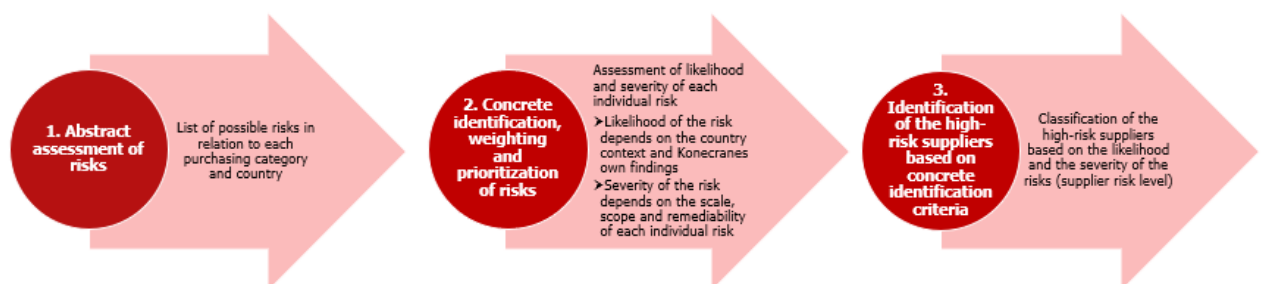 1. Abstract
assessment of
risks
List of possible risks in
relation to each
purchasing category
and country
2. Concrete
identification,
weighting
and
prioritization
of risks
Assessment of likelihood
and severity of each
individual risk
➢Likelihood of the risk
depends on the country
context and Konecranes
own findings
➢Severity of the risk
depends on the scale,
scope and remediability
of each individual risk
3.
Identification
of the high-
risk suppliers
based on
concrete
identification
criteria
Classification of the
high-risk suppliers
based on the likelihood
and the severity of the
risks (supplier risk level)